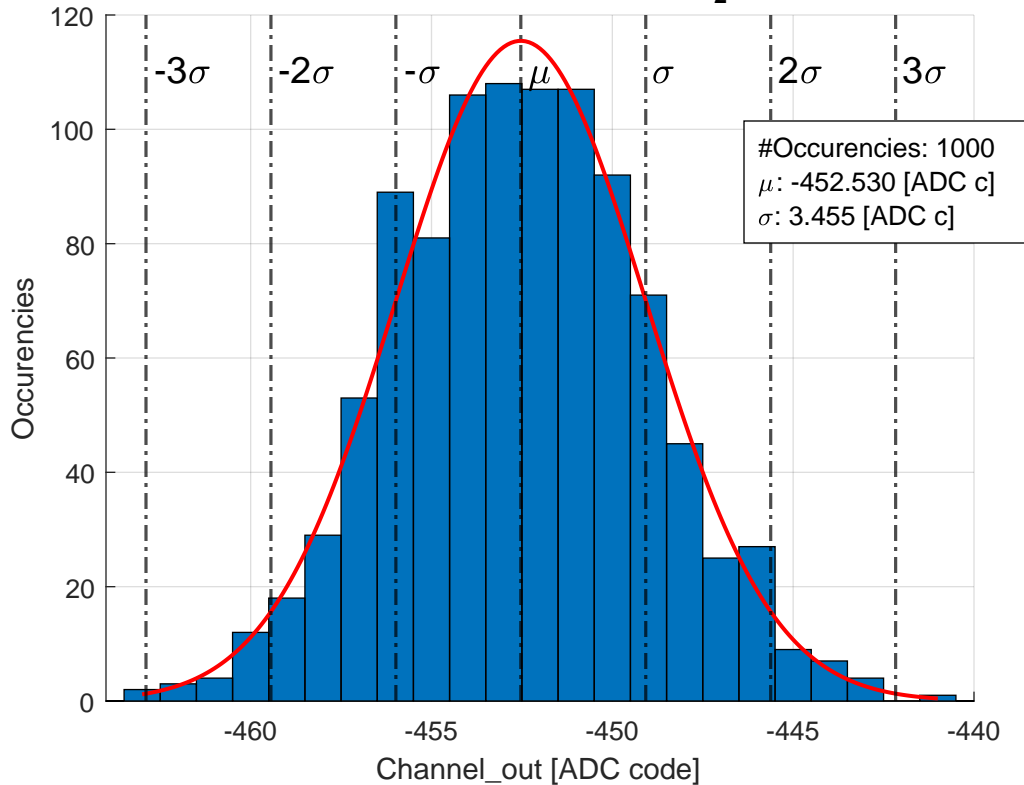 2
120
100
80
60
40
20
0
-3σ
-2σ
-σ
μ
σ
2σ
3σ
#Occurencies: 1000
μ: -452.530 [ADC c]
σ: 3.455 [ADC c]
Occurencies
-460
-455
-450
-445
-440
Channel_out [ADC code]